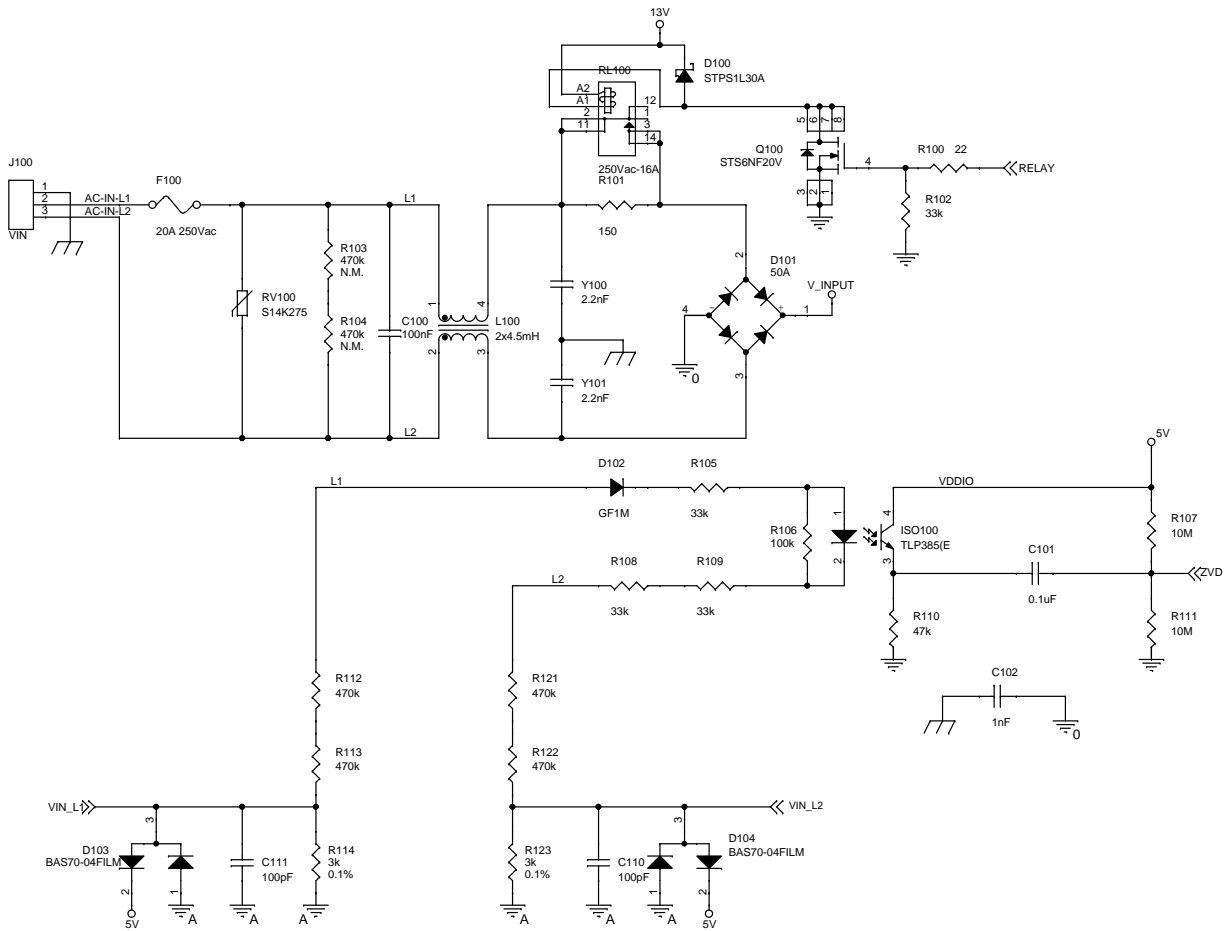 13V
D100
STPS1L30A
RL100
A2
A1
2
11
12
1
3
14
250Vac-16A
R101
150
5
6
7
8
Q100
STS6NF20V
4
3
2
1
R100 22
RELAY
R102
33k
J100
1
2
3
VIN
AC-IN-L1
AC-IN-L2
F100
20A 250Vac
L1
RV100
S14K275
R103
470k
N.M.
R104
470k
N.M.
C100
100nF
1
4
2
3
L100
2x4.5mH
Y100
2.2nF
Y101
2.2nF
L2
2
D101
50A
V_INPUT
4
-
+
1
3
0
5V
L1
D102
GF1M
R105
33k
R106
100k
1
2
4
3
ISO100
TLP385(E
VDDIO
R107
10M
C101
0.1uF
ZVD
L2
R108
33k
R109
33k
R110
47k
R111
10M
C102
1nF
0
R112
470k
R113
470k
R121
470k
R122
470k
VIN_L1
VIN_L2
3
D103
BAS70-04FILM
2
1
5V
A
C111
100pF
A
R114
3k
0.1%
A
R123
3k
0.1%
A
C110
100pF
A
3
D104
BAS70-04FILM
1
2
A
5V